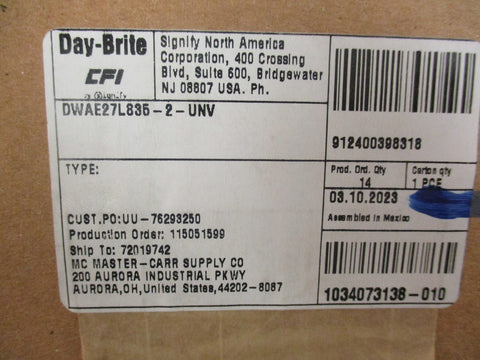 Day-Brite
CFI
by Signify
Signify North America
Corporation, 400 Crossing
Blvd, Suite 600, Bridgewater
NJ 08807 USA. Ph.
DWAE27L835-2-UNV
912400398318
TYPE:
Prod. Ord. Qty
14
Carton qty
1 PCE
03.10.2023
Assembled in Mexico
CUST.PO:UU-76293250
Production Order: 115051599
Ship To: 72019742
MC MASTER-CARR SUPPLY CO
200 AURORA INDUSTRIAL PKWY
AURORA,OH,United States,44202-8087
1034073138-010